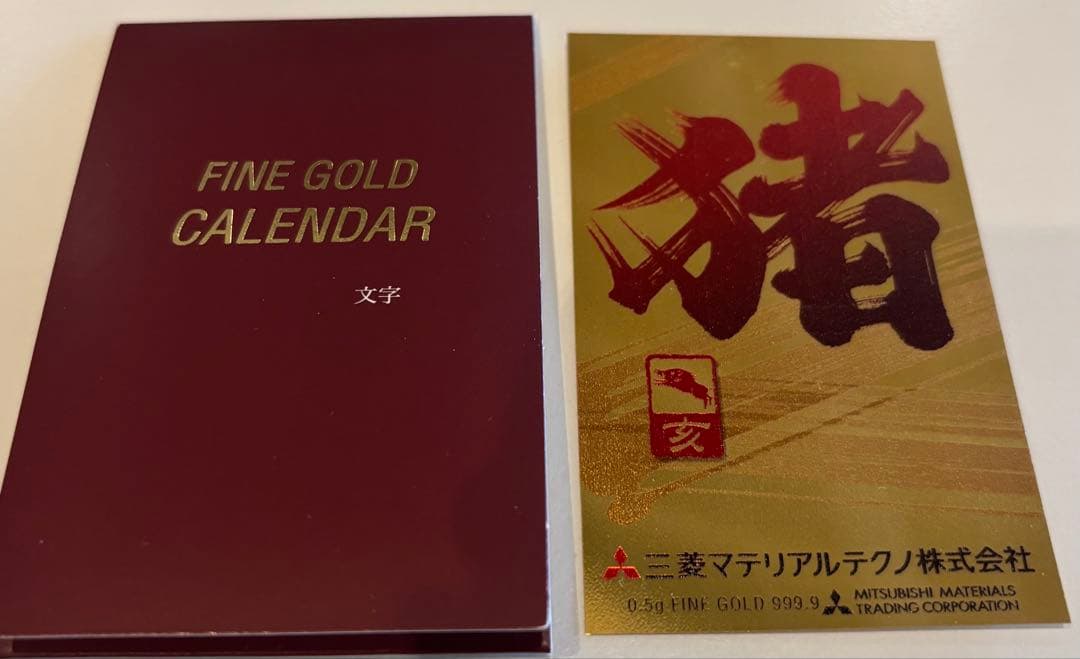 FINE GOLD
CALENDAR
文字
猪
亥
三菱マテリアルテクノ株式会社
0.5g FINE GOLD 999.9
MITSUBISHI MATERIALS
TRADING CORPORATION